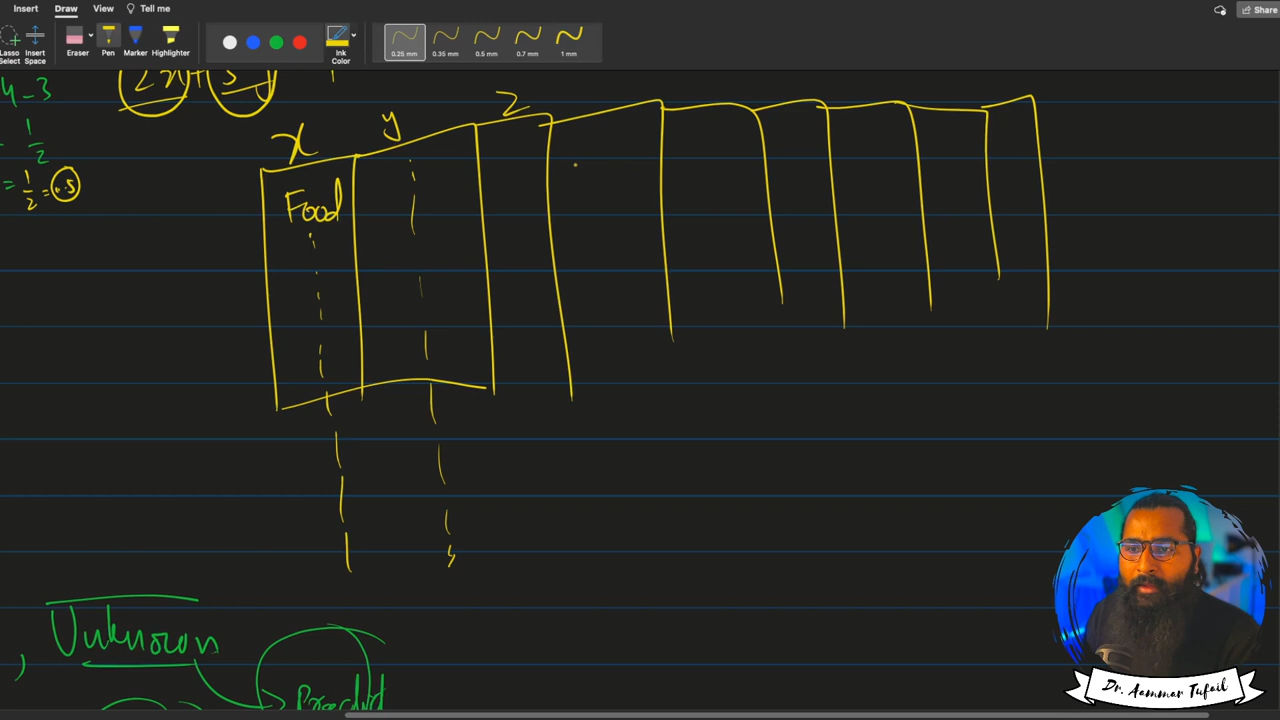 Insert Draw View Tell me
Share
Lasso Select
Insert Space
Eraser
Pen
Marker
Highlighter
Ink Color
0.25 mm
0.35 mm
0.5 mm
0.7 mm
1 mm
4 - 3
1/2
= 1/2 = 0.5
x y z
Food
, Unknown
Dr. Aammar Tufail